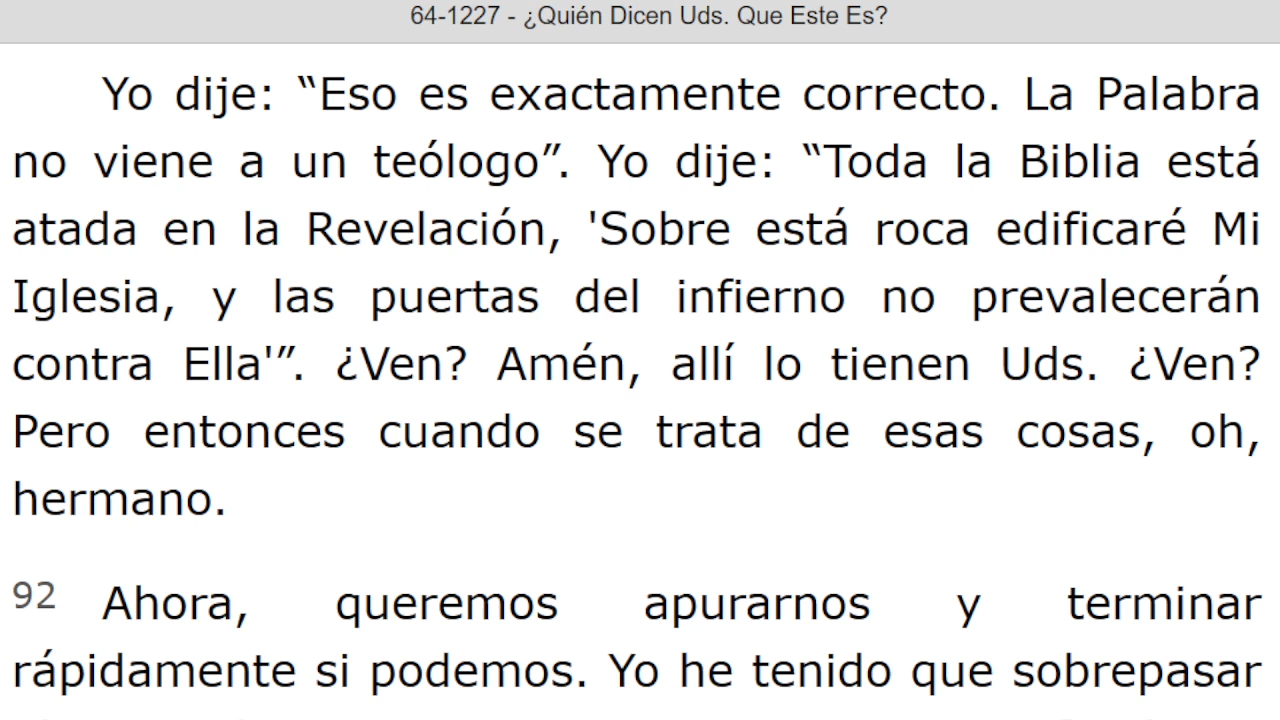 64-1227 - ¿Quién Dicen Uds. Que Este Es?
Yo dije: “Eso es exactamente correcto. La Palabra
no viene a un teólogo”. Yo dije: “Toda la Biblia está
atada en la Revelación, 'Sobre está roca edificaré Mi
Iglesia, y las puertas del infierno no prevalecerán
contra Ella'”. ¿Ven? Amén, allí lo tienen Uds. ¿Ven?
Pero entonces cuando se trata de esas cosas, oh,
hermano.
92 Ahora, queremos apurarnos y terminar
rápidamente si podemos. Yo he tenido que sobrepasar